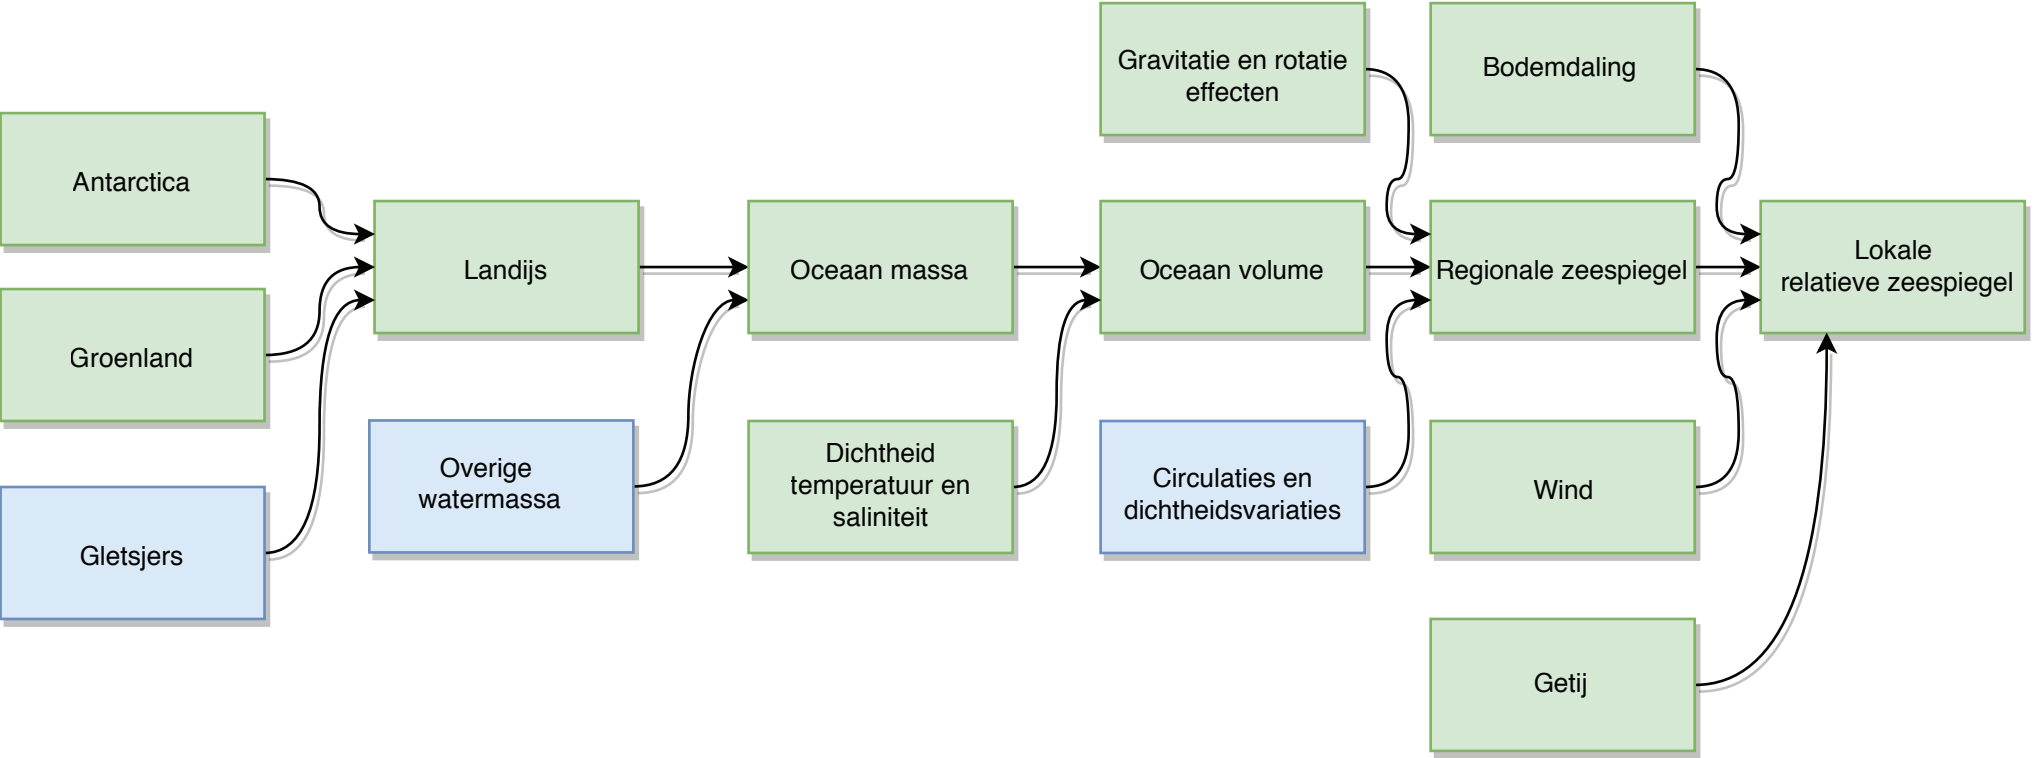 Gravitatie en rotatie
effecten
Bodemdaling
Antarctica
Landijs
Oceaan massa
Oceaan volume
Regionale zeespiegel
Lokale
relatieve zeespiegel
Groenland
Overige
watermassa
Dichtheid
temperatuur en
saliniteit
Circulaties en
dichtheidsvariaties
Wind
Gletsjers
Getij